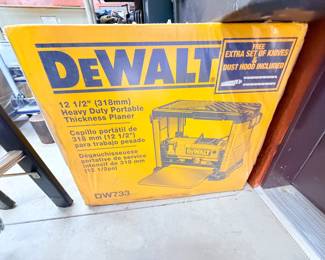 DEWALT
FREE
EXTRA SET OF KNIVES
DUST HOOD INCLUDED
12 1/2" (318mm)
Heavy Duty Portable
Thickness Planer
Cepillo portátil de
318 mm (12 1/2")
para trabajo pesado
Dégauchisseuse
portative de service
intensif de 318 mm
(12 1/2po)
DEWALT
DW733